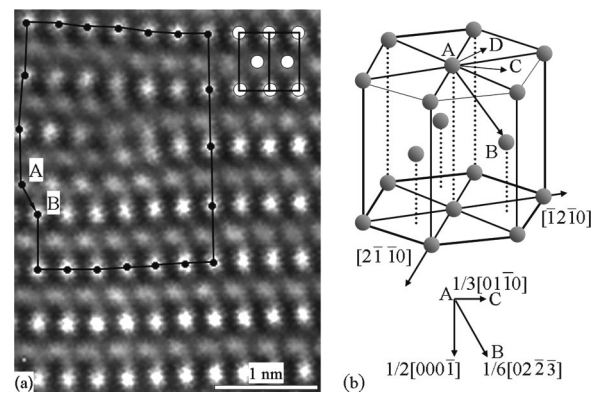 A
B
(a)
1 nm
A
D
C
B
[1̄21̄0]
[21̄ 1̄0]
1/3[011̄0]
A
C
B
1/2[0001̄]
1/6[022̄3̄]
(b)